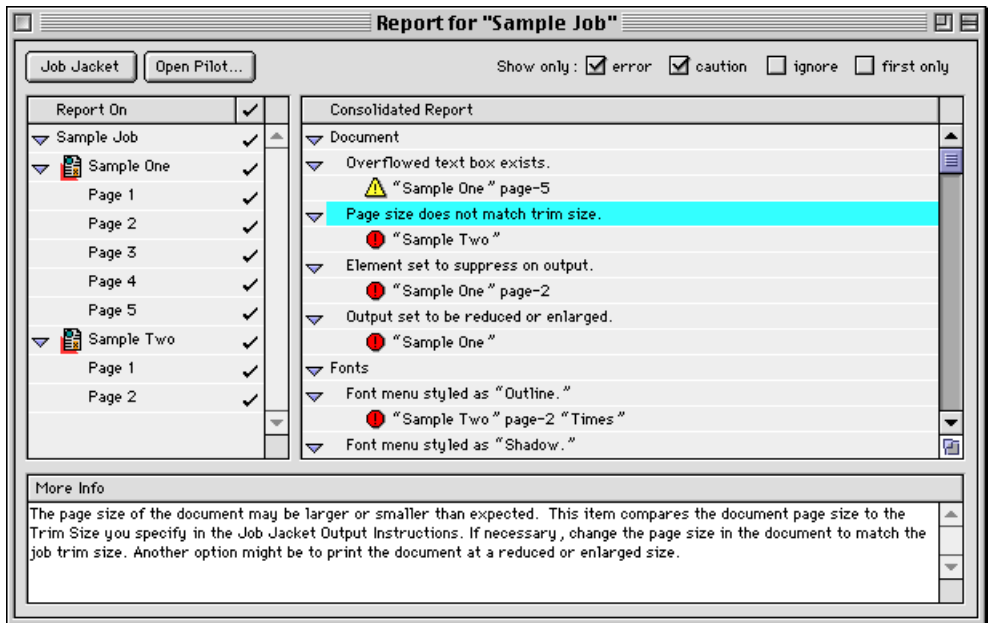 Report for "Sample Job"
Job Jacket
Open Pilot...
Show only : error caution ignore first only
Report On
Sample Job
Sample One
Page 1
Page 2
Page 3
Page 4
Page 5
Sample Two
Page 1
Page 2
Consolidated Report
Document
Overflowed text box exists.
“Sample One” page-5
Page size does not match trim size.
“Sample Two”
Element set to suppress on output.
“Sample One” page-2
Output set to be reduced or enlarged.
“Sample One”
Fonts
Font menu styled as “Outline.”
“Sample Two” page-2 “Times”
Font menu styled as “Shadow.”
More Info
The page size of the document may be larger or smaller than expected. This item compares the document page size to the
Trim Size you specify in the Job Jacket Output Instructions. If necessary, change the page size in the document to match the
job trim size. Another option might be to print the document at a reduced or enlarged size.